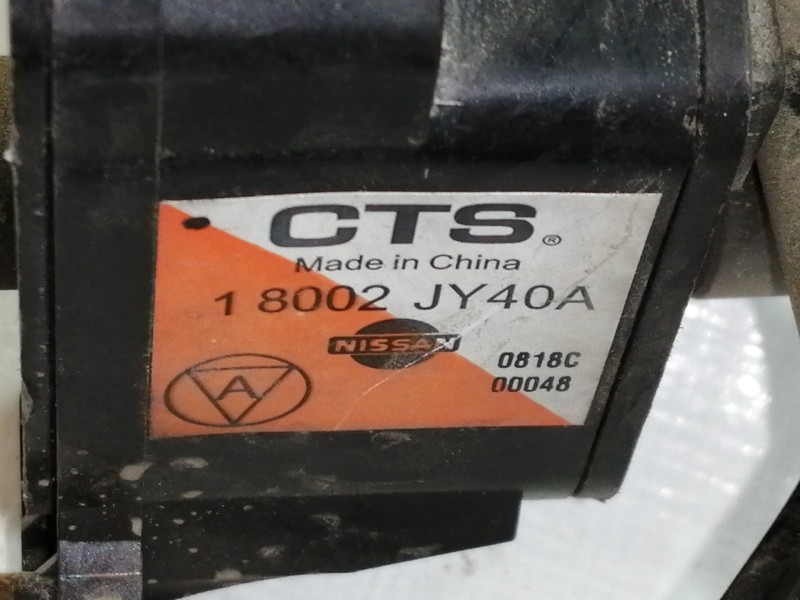 CTS®
Made in China
1 8002 JY40A
NISSAN
0818C
00048
A